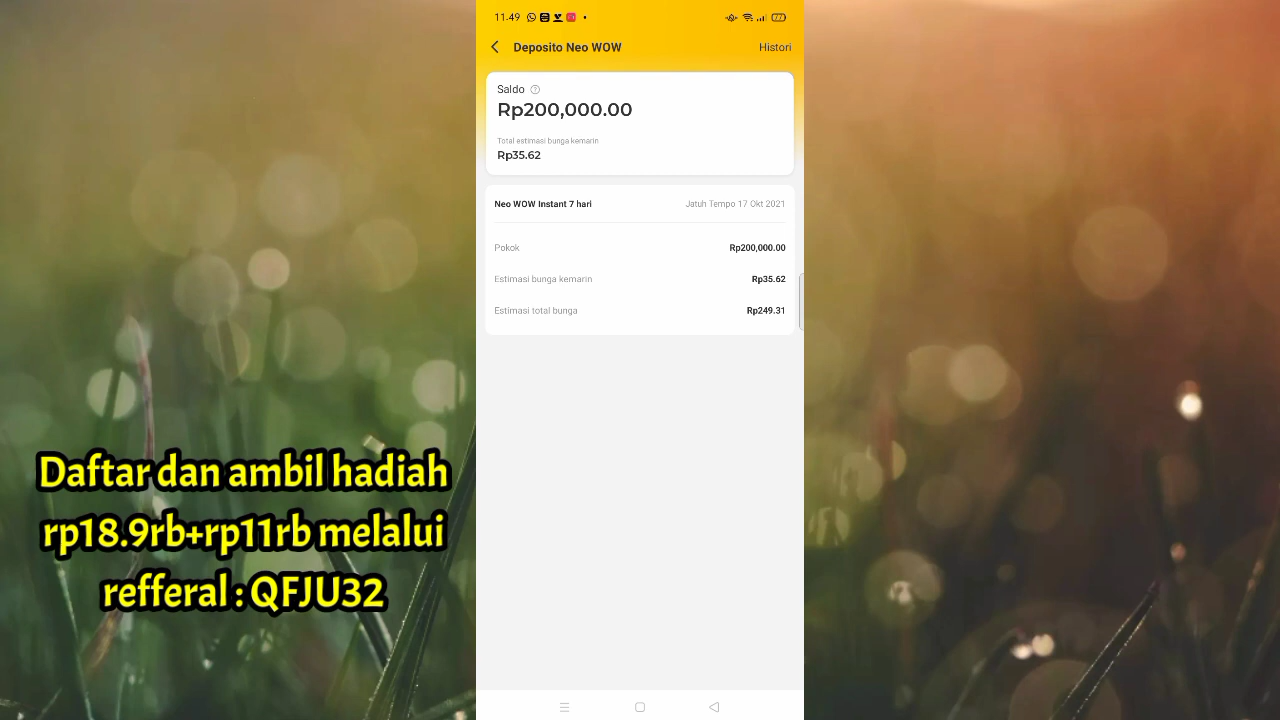 11.49
77
Deposito Neo WOW
Histori
Saldo
Rp200,000.00
Total estimasi bunga kemarin
Rp35.62
Neo WOW Instant 7 hari
Jatuh Tempo 17 Okt 2021
Pokok
Rp200,000.00
Estimasi bunga kemarin
Rp35.62
Estimasi total bunga
Rp249.31
Daftar dan ambil hadiah
rp18.9rb+rp11rb melalui
refferal : QFJU32